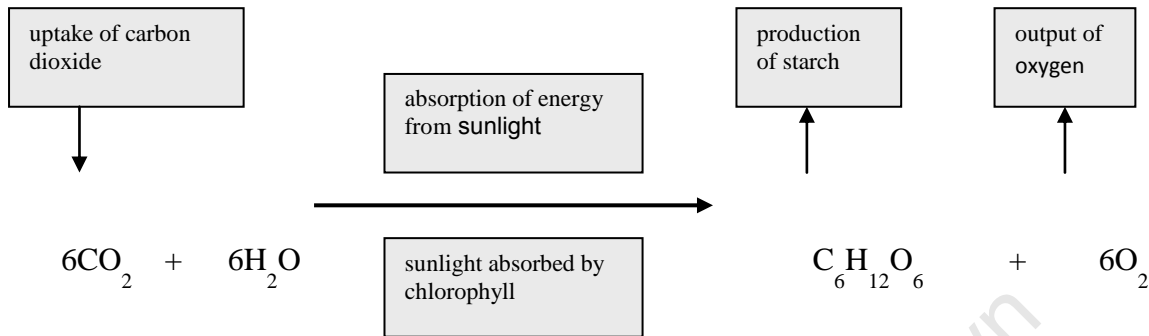 uptake of carbon
dioxide
production
of starch
output of
oxygen
absorption of energy
from sunlight
6CO₂ + 6H₂O C₆H₁₂O₆ + 6O₂
sunlight absorbed by
chlorophyll